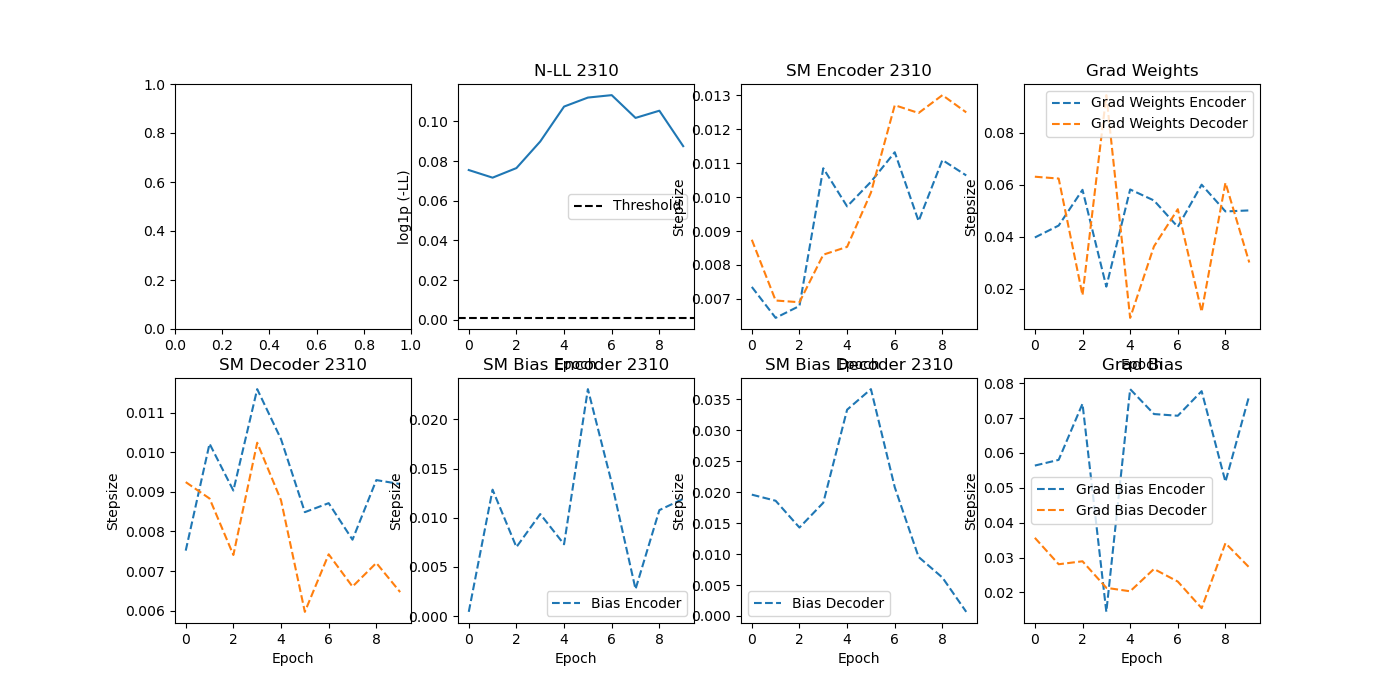 N-LL 2310
SM Encoder 2310
Grad Weights
1.0
0.8
0.6
0.4
0.2
0.0
0.0 0.2 0.4 0.6 0.8 1.0
log1p (-LL)
0.10
0.08
0.06
0.04
0.02
0.00
Threshold
0 2 4 6 8
Epoch
Stepsize
0.013
0.012
0.011
0.010
0.009
0.008
0.007
0 2 4 6 8
Epoch
Stepsize
0.08
0.06
0.04
0.02
Grad Weights Encoder
Grad Weights Decoder
0 2 4 6 8
Epoch
SM Decoder 2310
SM Bias Encoder 2310
SM Bias Decoder 2310
Grad Bias
Stepsize
0.011
0.010
0.009
0.008
0.007
0.006
0 2 4 6 8
Epoch
Stepsize
0.020
0.015
0.010
0.005
0.000
Bias Encoder
0 2 4 6 8
Epoch
Stepsize
0.035
0.030
0.025
0.020
0.015
0.010
0.005
0.000
Bias Decoder
0 2 4 6 8
Epoch
Stepsize
0.08
0.07
0.06
0.05
0.04
0.03
0.02
Grad Bias Encoder
Grad Bias Decoder
0 2 4 6 8
Epoch